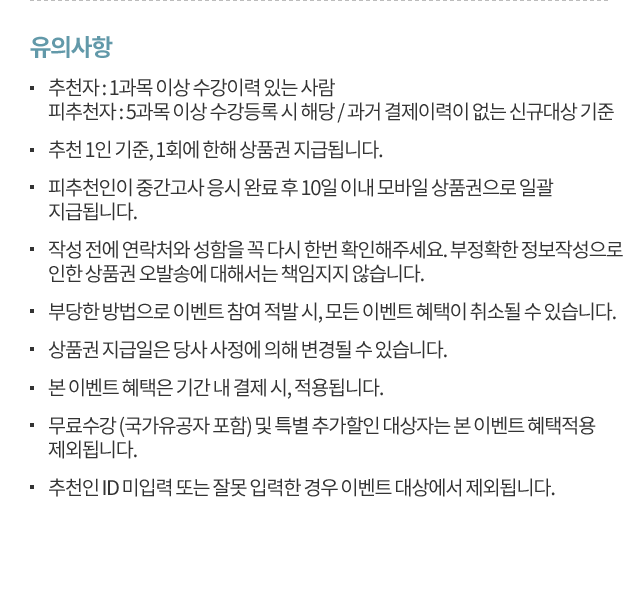 유의사항
▪ 추천자 : 1과목 이상 수강이력 있는 사람
피추천자 : 5과목 이상 수강등록 시 해당 / 과거 결제이력이 없는 신규대상 기준
▪ 추천 1인 기준, 1회에 한해 상품권 지급됩니다.
▪ 피추천인이 중간고사 응시 완료 후 10일 이내 모바일 상품권으로 일괄
지급됩니다.
▪ 작성 전에 연락처와 성함을 꼭 다시 한번 확인해주세요. 부정확한 정보작성으로
인한 상품권 오발송에 대해서는 책임지지 않습니다.
▪ 부당한 방법으로 이벤트 참여 적발 시, 모든 이벤트 혜택이 취소될 수 있습니다.
▪ 상품권 지급일은 당사 사정에 의해 변경될 수 있습니다.
▪ 본 이벤트 혜택은 기간 내 결제 시, 적용됩니다.
▪ 무료수강 (국가유공자 포함) 및 특별 추가할인 대상자는 본 이벤트 혜택적용
제외됩니다.
▪ 추천인 ID 미입력 또는 잘못 입력한 경우 이벤트 대상에서 제외됩니다.